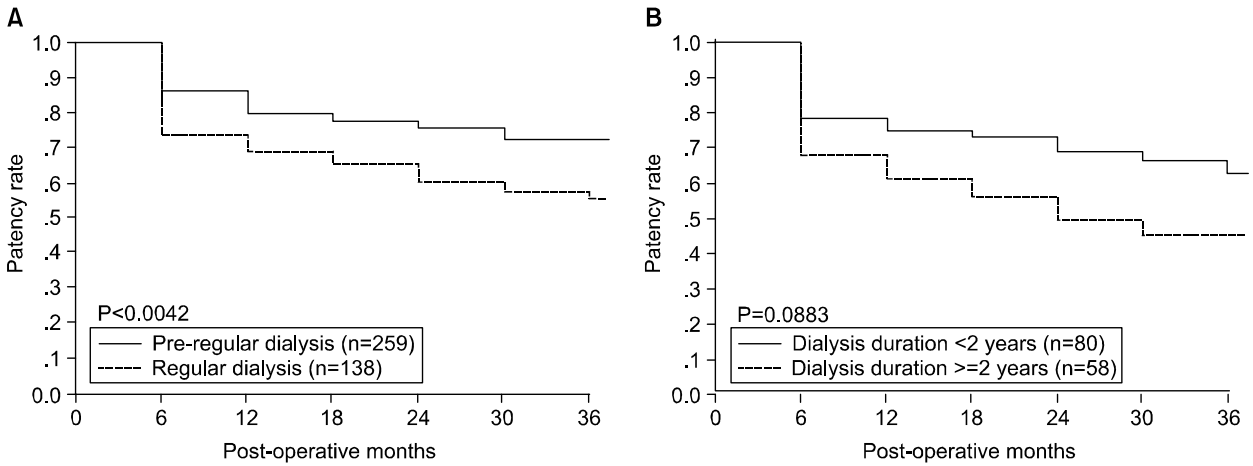 A
Patency rate
1.0
.9
.8
.7
.6
.5
.4
.3
.2
.1
0.0
P<0.0042
Pre-regular dialysis (n=259)
Regular dialysis (n=138)
0 6 12 18 24 30 36
Post-operative months
B
Patency rate
1.0
.9
.8
.7
.6
.5
.4
.3
.2
.1
0.0
P=0.0883
Dialysis duration <2 years (n=80)
Dialysis duration >=2 years (n=58)
0 6 12 18 24 30 36
Post-operative months